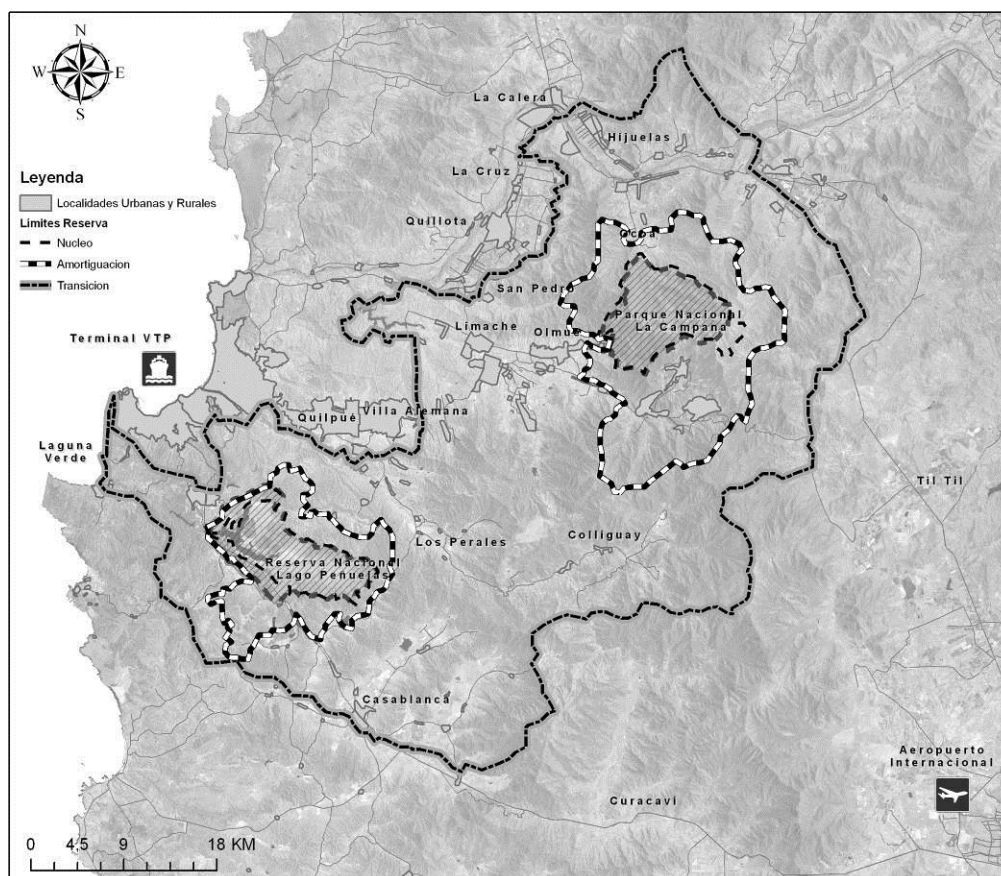 N
W E
S
La Calera
Hijuelas
Leyenda
Localidades Urbanas y Rurales
Limites Reserva
Nucleo
Amortiguacion
Transicion
La Cruz
Quillota
Ocoa
San Pedro
Parque Nacional
La Campana
Limache
Olmue
Terminal VTP
Quilpué
Villa Alemana
Laguna
Verde
Til Til
Los Perales
Colliguay
Reserva Nacional
Lago Peñuelas
Casablanca
Aeropuerto
Internacional
Curacavi
0 4,5 9 18 KM